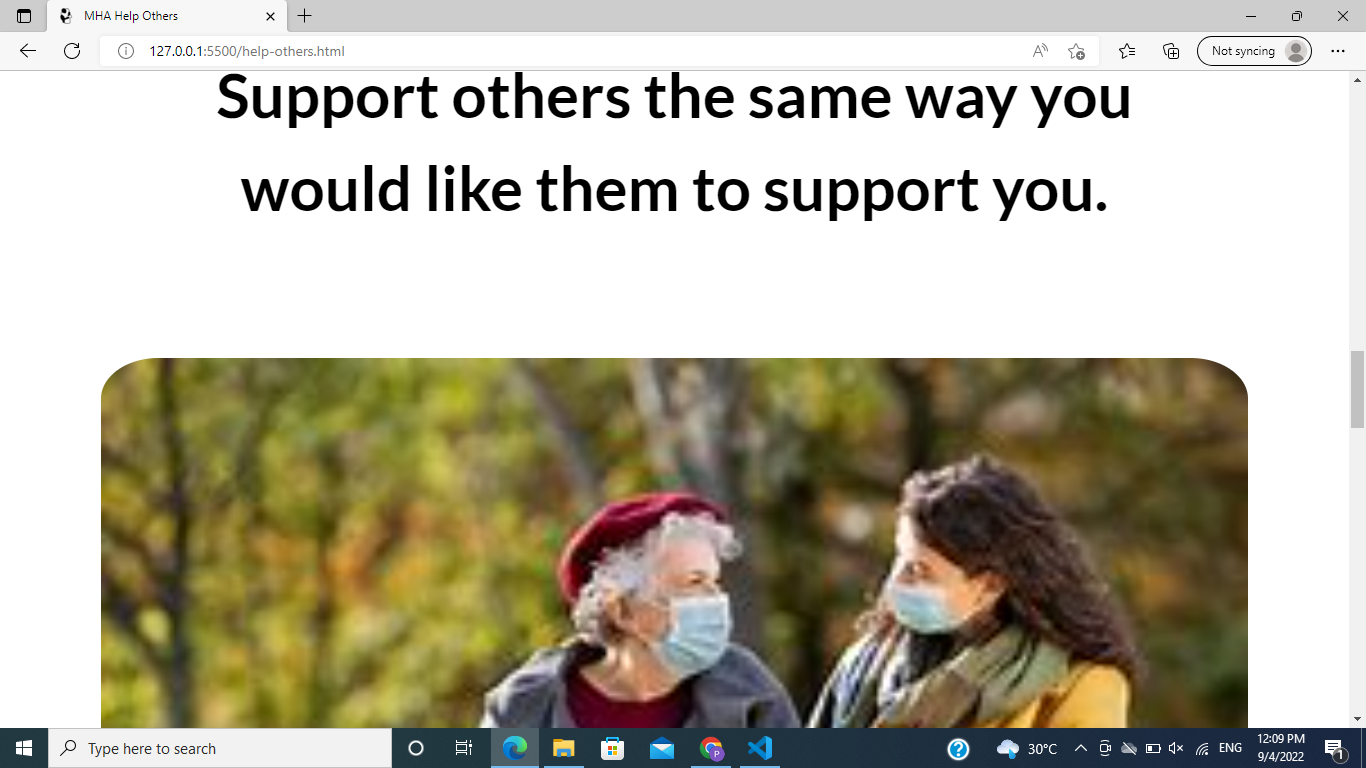 MHA Help Others
127.0.0.1:5500/help-others.html
Not syncing
Support others the same way you
would like them to support you.
Type here to search
P
30°C
ENG
12:09 PM
9/4/2022
1